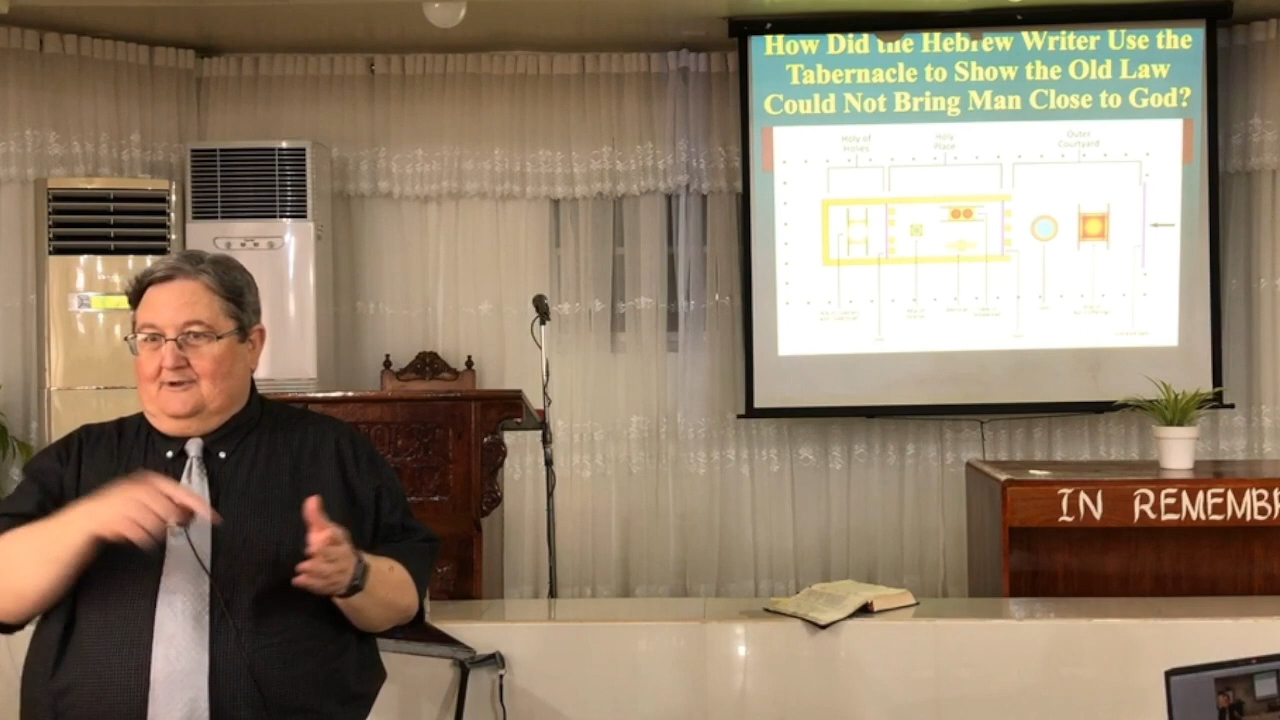 How Did the Hebrew Writer Use the
Tabernacle to Show the Old Law
Could Not Bring Man Close to God?
Holy of
Holies
Holy
Place
Outer
Courtyard
IN REMEMB